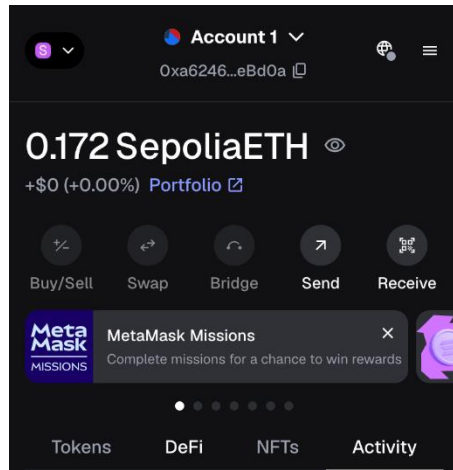 S
Account 1
0xa6246...eBd0a
0.172 SepoliaETH
+$0 (+0.00%) Portfolio
Buy/Sell Swap Bridge Send Receive
Meta
Mask
MISSIONS
MetaMask Missions
Complete missions for a chance to win rewards
Tokens DeFi NFTs Activity